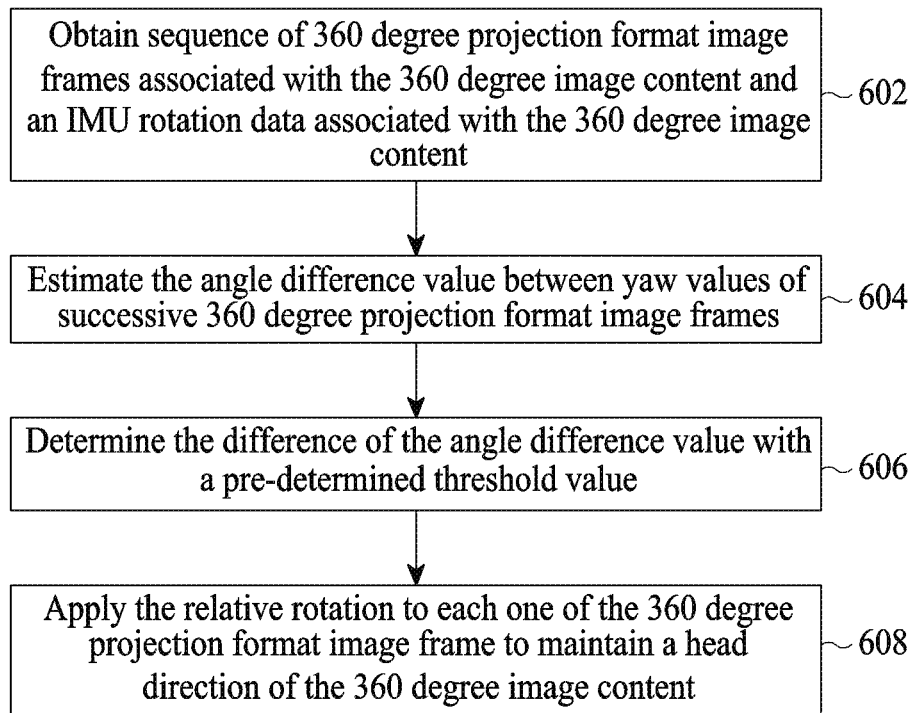 Obtain sequence of 360 degree projection format image
frames associated with the 360 degree image content and
an IMU rotation data associated with the 360 degree image
content
602
Estimate the angle difference value between yaw values of
successive 360 degree projection format image frames
604
Determine the difference of the angle difference value with
a pre-determined threshold value
606
Apply the relative rotation to each one of the 360 degree
projection format image frame to maintain a head
direction of the 360 degree image content
608